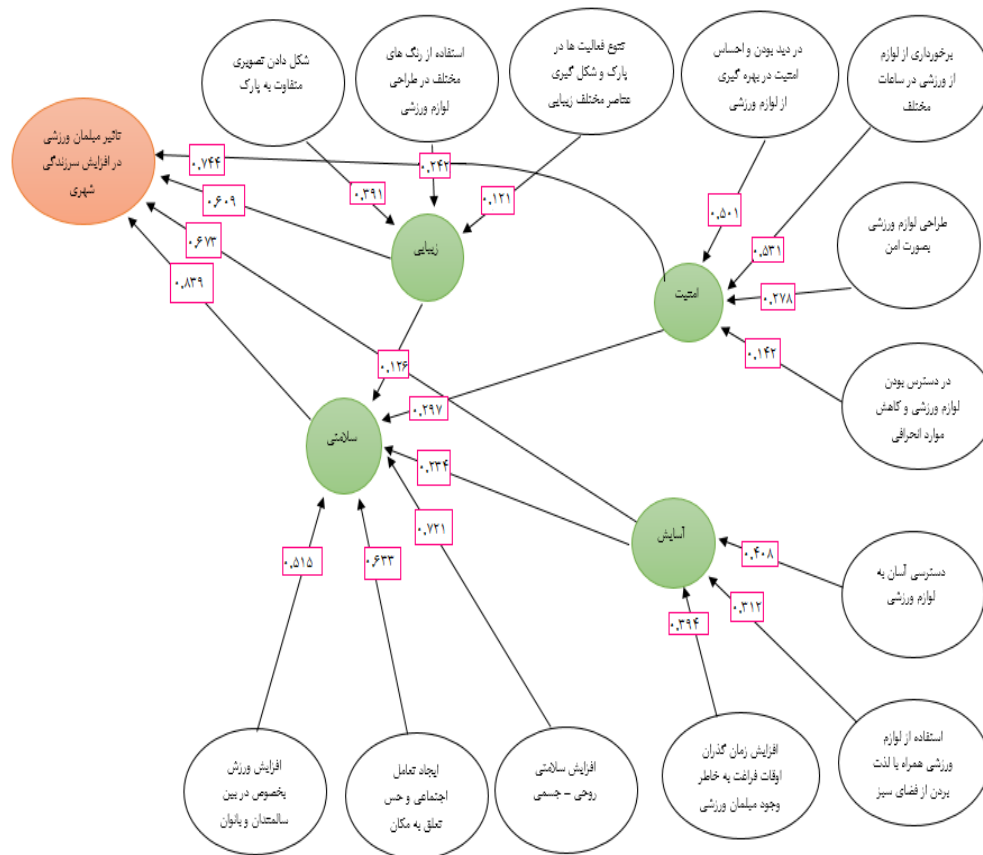 شکل دادن تصویری
متفاوت به پارک
استفاده از رنگ های
مختلف در طراحی
لوازم ورزشی
تنوع فعالیت ها در
پارک و شکل گیری
عناصر مختلف زیبایی
در دید بودن و احساس
امنیت در بهره گیری
از لوازم ورزشی
برخورداری از لوازم
از ورزشی در ساعات
مختلف
تاثیر مبلمان ورزشی
در افزایش سرزندگی
شهری
۰.۷۴۴
۰.۶۰۹
۰.۶۷۳
۰.۸۳۹
۰.۳۹۱
۰.۲۴۲
۰.۱۲۱
زیبایی
۰.۵۰۱
۰.۵۳۱
۰.۲۷۸
۰.۱۴۲
امنیت
طراحی لوازم ورزشی
بصورت امن
در دسترس بودن
لوازم ورزشی و کاهش
موارد انحرافی
۰.۱۲۶
۰.۲۹۷
۰.۲۳۴
سلامتی
۰.۷۲۱
۰.۶۳۳
۰.۵۱۵
آسایش
۰.۴۰۸
۰.۳۱۲
۰.۳۹۴
دسترسی آسان به
لوازم ورزشی
استفاده از لوازم
ورزشی همراه با لذت
بردن از فضای سبز
افزایش زمان گذران
اوقات فراغت به خاطر
وجود مبلمان ورزشی
افزایش سلامتی
روحی – جسمی
ایجاد تعامل
اجتماعی و حس
تعلق به مکان
افزایش ورزش
بخصوص در بین
سالمندان و بانوان